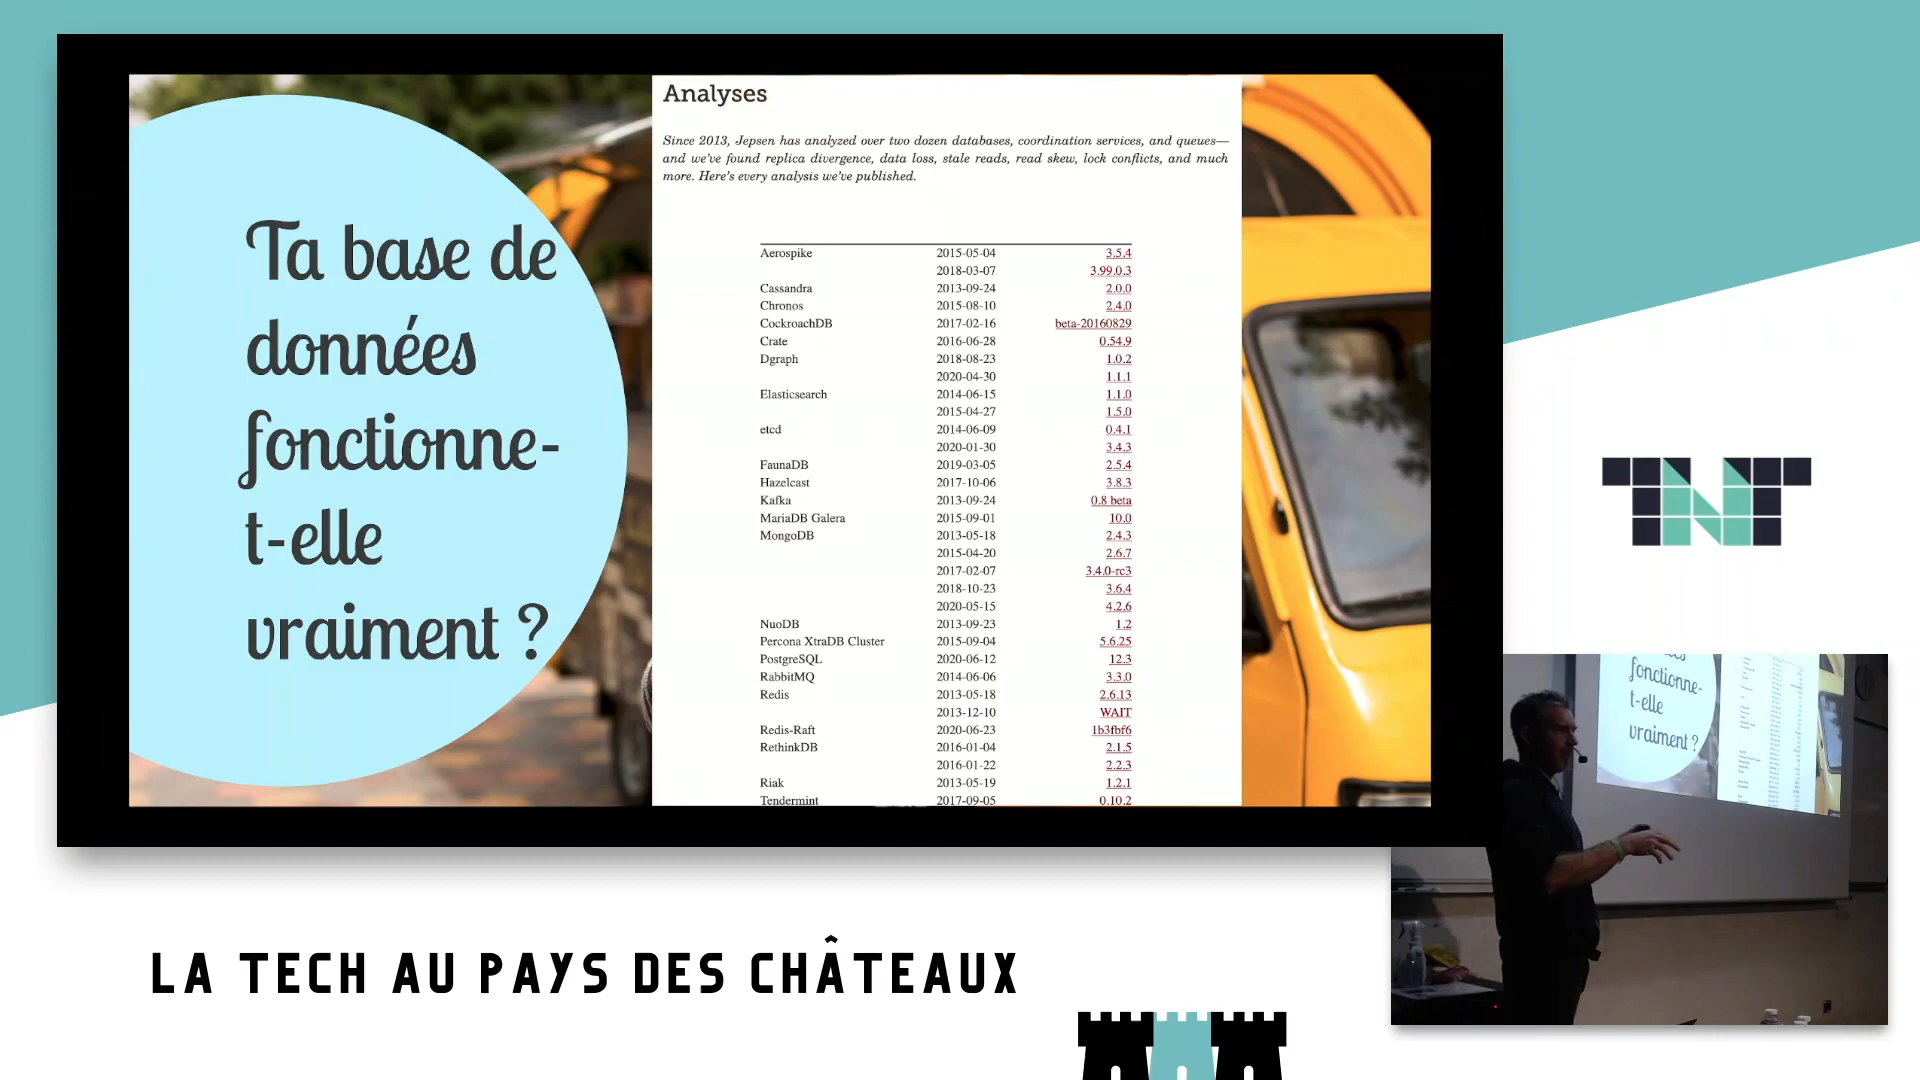 Ta base de
données
fonctionne-
t-elle
vraiment ?
Analyses
Since 2013, Jepsen has analyzed over two dozen databases, coordination services, and queues—
and we've found replica divergence, data loss, stale reads, read skew, lock conflicts, and much
more. Here's every analysis we've published.
Aerospike 2015-05-04 3.5.4
2018-03-07 3.99.0.3
Cassandra 2013-09-24 2.0.0
Chronos 2015-08-10 2.4.0
CockroachDB 2017-02-16 beta-20160829
Crate 2016-06-28 0.54.9
Dgraph 2018-08-23 1.0.2
2020-04-30 1.1.1
Elasticsearch 2014-06-15 1.1.0
2015-04-27 1.5.0
etcd 2014-06-09 0.4.1
2020-01-30 3.4.3
FaunaDB 2019-03-05 2.5.4
Hazelcast 2017-10-06 3.8.3
Kafka 2013-09-24 0.8 beta
MariaDB Galera 2015-09-01 10.0
MongoDB 2013-05-18 2.4.3
2015-04-20 2.6.7
2017-02-07 3.4.0-rc3
2018-10-23 3.6.4
2020-05-15 4.2.6
NuoDB 2013-09-23 1.2
Percona XtraDB Cluster 2015-09-04 5.6.25
PostgreSQL 2020-06-12 12.3
RabbitMQ 2014-06-06 3.3.0
Redis 2013-05-18 2.6.13
2013-12-10 WAIT
Redis-Raft 2020-06-23 1b3fbf6
RethinkDB 2016-01-04 2.1.5
2016-01-22 2.2.3
Riak 2013-05-19 1.2.1
Tendermint 2017-09-05 0.10.2
TNT
fonctionne-
t-elle
vraiment ?
LA TECH AU PAYS DES CHÂTEAUX